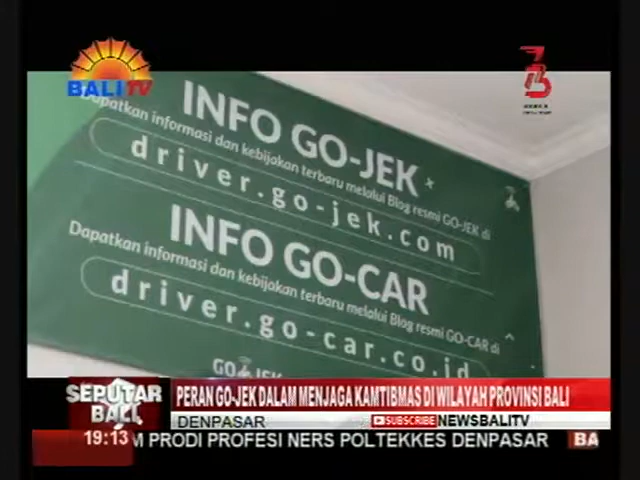 BALITV
INFO GO-JEK
Dapatkan informasi dan kebijakan terbaru melalui Blog resmi GO-JEK di
driver.go-jek.com
INFO GO-CAR
Dapatkan informasi dan kebijakan terbaru melalui Blog resmi GO-CAR di
driver.go-car.co.id
GO-JEK
SEPUTAR BALI
PERAN GO-JEK DALAM MENJAGA KAMTIBMAS DI WILAYAH PROVINSI BALI
DENPASAR
SUBSCRIBE NEWSBALITV
19:13
M PRODI PROFESI NERS POLTEKKES DENPASAR BA